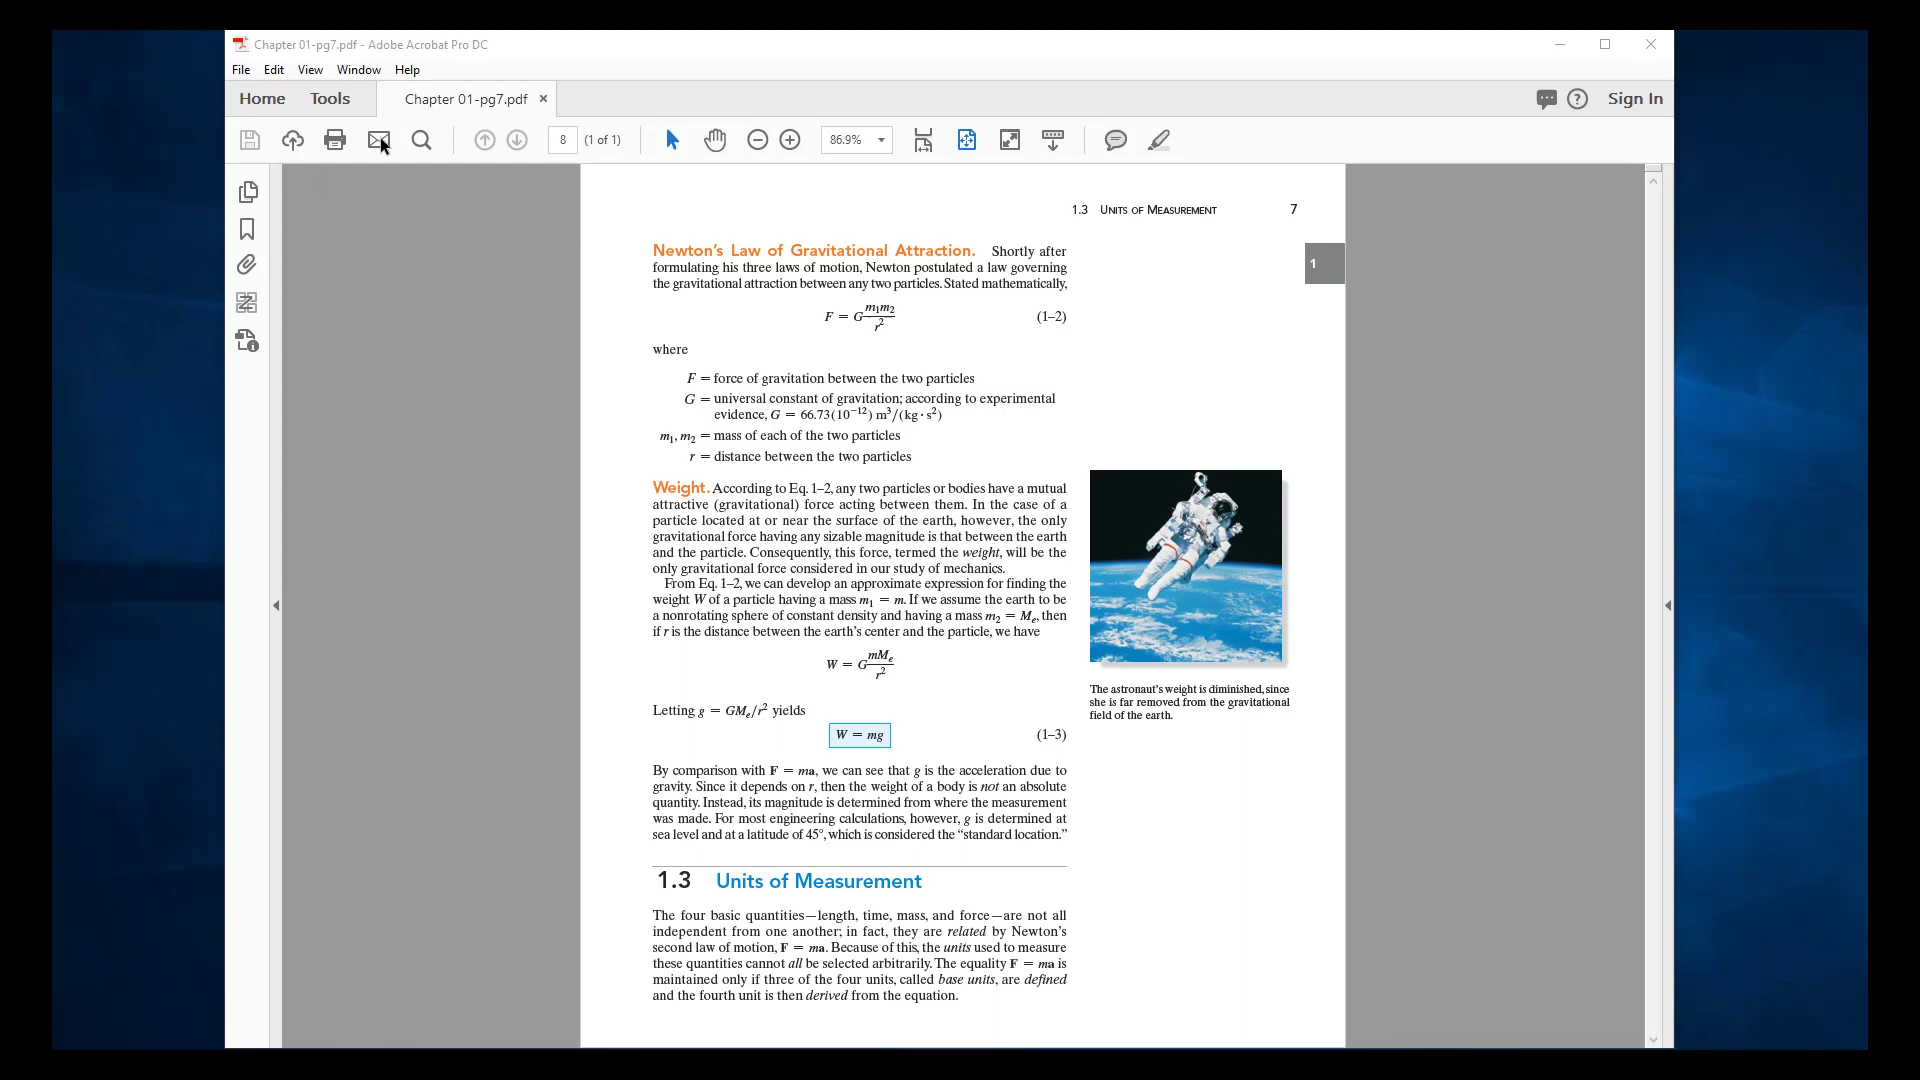 Chapter 01-pg7.pdf - Adobe Acrobat Pro DC
File Edit View Window Help
Home Tools Chapter 01-pg7.pdf × Sign In
8 (1 of 1) 86.9%
1.3 UNITS OF MEASUREMENT 7
1
Newton's Law of Gravitational Attraction. Shortly after
formulating his three laws of motion, Newton postulated a law governing
the gravitational attraction between any two particles. Stated mathematically,
F = G m₁m₂/r² (1–2)
where
F = force of gravitation between the two particles
G = universal constant of gravitation; according to experimental
evidence, G = 66.73(10⁻¹²) m³/(kg · s²)
m₁, m₂ = mass of each of the two particles
r = distance between the two particles
Weight. According to Eq. 1–2, any two particles or bodies have a mutual
attractive (gravitational) force acting between them. In the case of a
particle located at or near the surface of the earth, however, the only
gravitational force having any sizable magnitude is that between the earth
and the particle. Consequently, this force, termed the weight, will be the
only gravitational force considered in our study of mechanics.
From Eq. 1–2, we can develop an approximate expression for finding the
weight W of a particle having a mass m₁ = m. If we assume the earth to be
a nonrotating sphere of constant density and having a mass m₂ = Mₑ, then
if r is the distance between the earth's center and the particle, we have
W = G mMₑ/r²
Letting g = GMₑ/r² yields
W = mg (1–3)
By comparison with F = ma, we can see that g is the acceleration due to
gravity. Since it depends on r, then the weight of a body is not an absolute
quantity. Instead, its magnitude is determined from where the measurement
was made. For most engineering calculations, however, g is determined at
sea level and at a latitude of 45°, which is considered the “standard location.”
The astronaut's weight is diminished, since
she is far removed from the gravitational
field of the earth.
1.3 Units of Measurement
The four basic quantities—length, time, mass, and force—are not all
independent from one another; in fact, they are related by Newton's
second law of motion, F = ma. Because of this, the units used to measure
these quantities cannot all be selected arbitrarily. The equality F = ma is
maintained only if three of the four units, called base units, are defined
and the fourth unit is then derived from the equation.